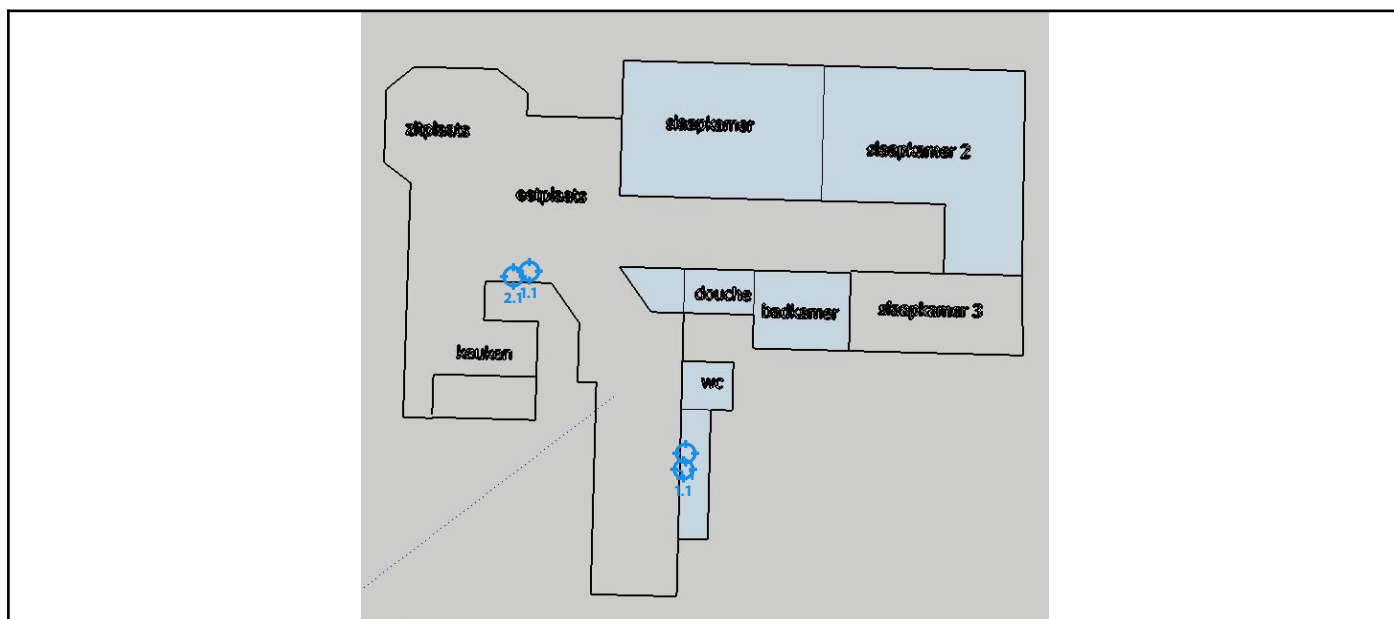 slaapkamer
zitplaats
slaapkamer 2
eetplaats
2.1
1.1
douche
badkamer
slaapkamer 3
keuken
wc
1.1